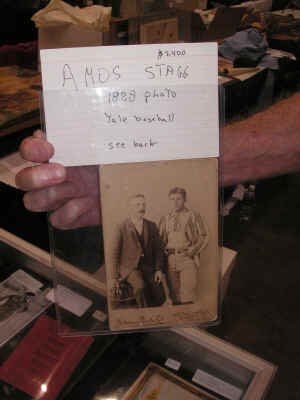 $2400
AMOS STAGG
1888 photo
Yale baseball
see back